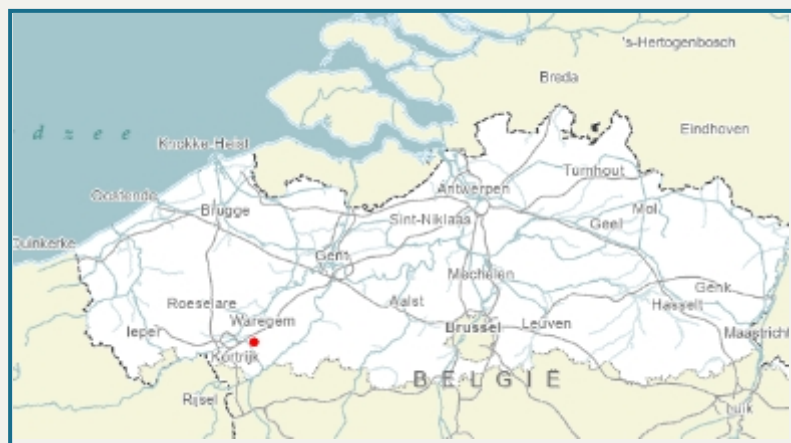 's-Hertogenbosch
Breda
Eindhoven
d z e e
Knokke-Heist
Turnhout
Antwerpen
Oostende
Mol
Brugge
Sint-Niklaas
Geel
Duinkerke
Gent
Mechelen
Genk
Roeselare
Aalst
Hasselt
Waregem
Ieper
Brussel
Leuven
Maastricht
Kortrijk
BELGIË
Rijsel
Luik